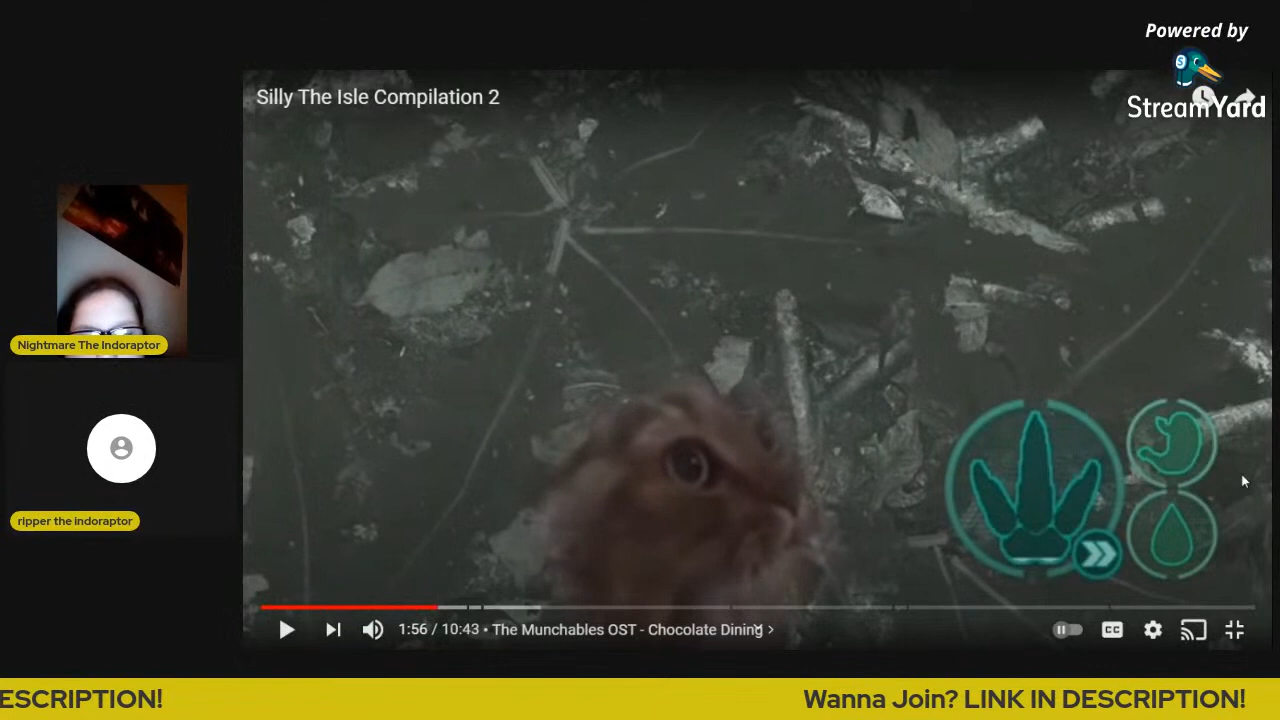 Powered by
StreamYard
Silly The Isle Compilation 2
Nightmare The Indoraptor
ripper the indoraptor
1:56 / 10:43 • The Munchables OST - Chocolate Dining
CC
ESCRIPTION!
Wanna Join? LINK IN DESCRIPTION!